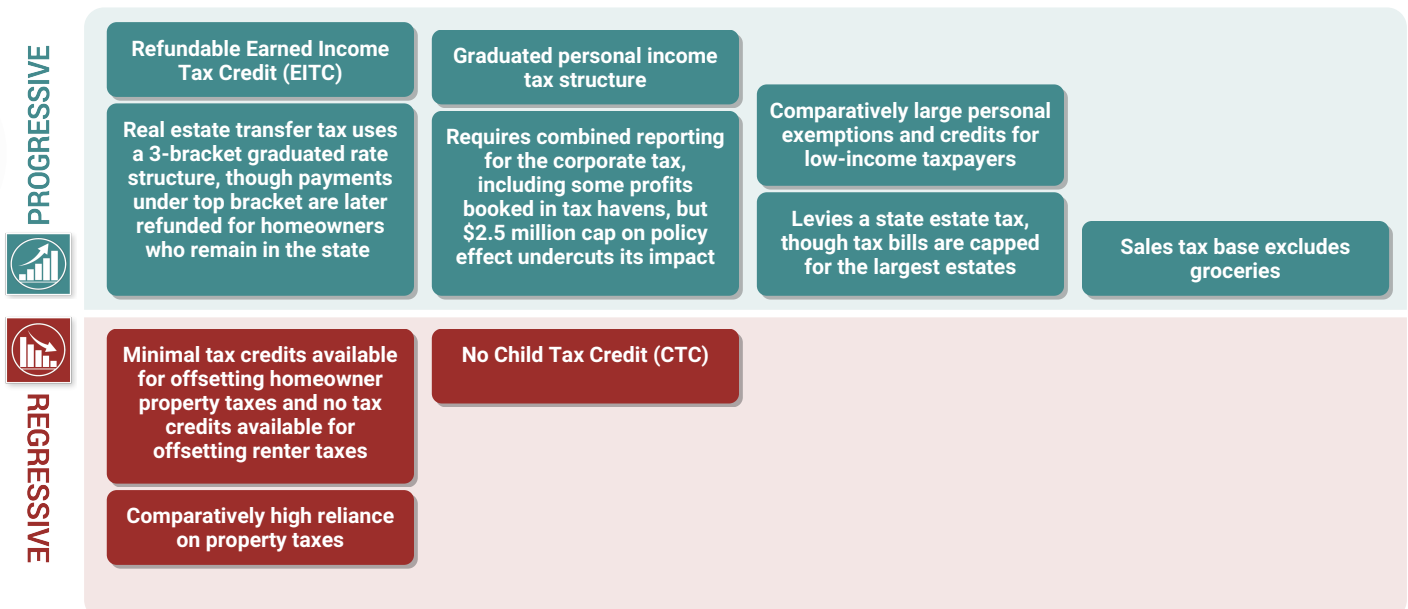 PROGRESSIVE
Refundable Earned Income
Tax Credit (EITC)
Real estate transfer tax uses
a 3-bracket graduated rate
structure, though payments
under top bracket are later
refunded for homeowners
who remain in the state
Graduated personal income
tax structure
Requires combined reporting
for the corporate tax,
including some profits
booked in tax havens, but
$2.5 million cap on policy
effect undercuts its impact
Comparatively large personal
exemptions and credits for
low-income taxpayers
Levies a state estate tax,
though tax bills are capped
for the largest estates
Sales tax base excludes
groceries
REGRESSIVE
Minimal tax credits available
for offsetting homeowner
property taxes and no tax
credits available for
offsetting renter taxes
Comparatively high reliance
on property taxes
No Child Tax Credit (CTC)